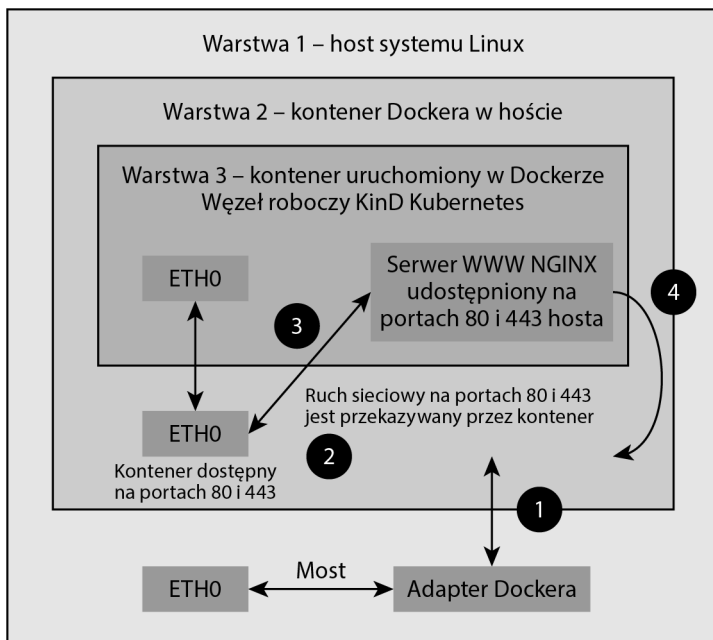 Warstwa 1 – host systemu Linux
Warstwa 2 – kontener Dockera w hoście
Warstwa 3 – kontener uruchomiony w Dockerze
Węzeł roboczy KinD Kubernetes
ETH0
Serwer WWW NGINX
udostępniony na
portach 80 i 443 hosta
4
3
Ruch sieciowy na portach 80 i 443
jest przekazywany przez kontener
ETH0
2
Kontener dostępny
na portach 80 i 443
1
ETH0
Most
Adapter Dockera